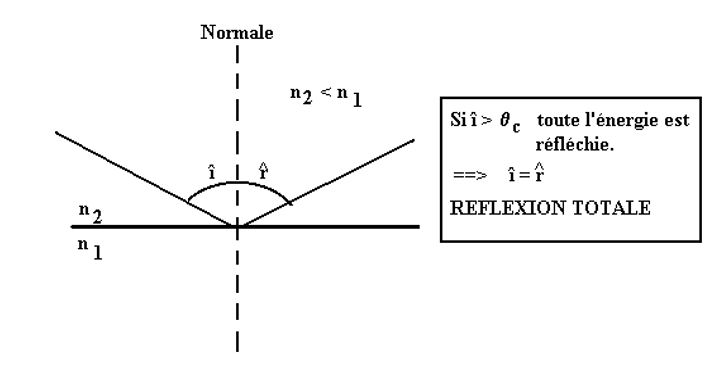 Normale
n2 < n1
î r̂
n2
n1
Si î > θc toute l'énergie est
réfléchie.
==> î = r̂
REFLEXION TOTALE